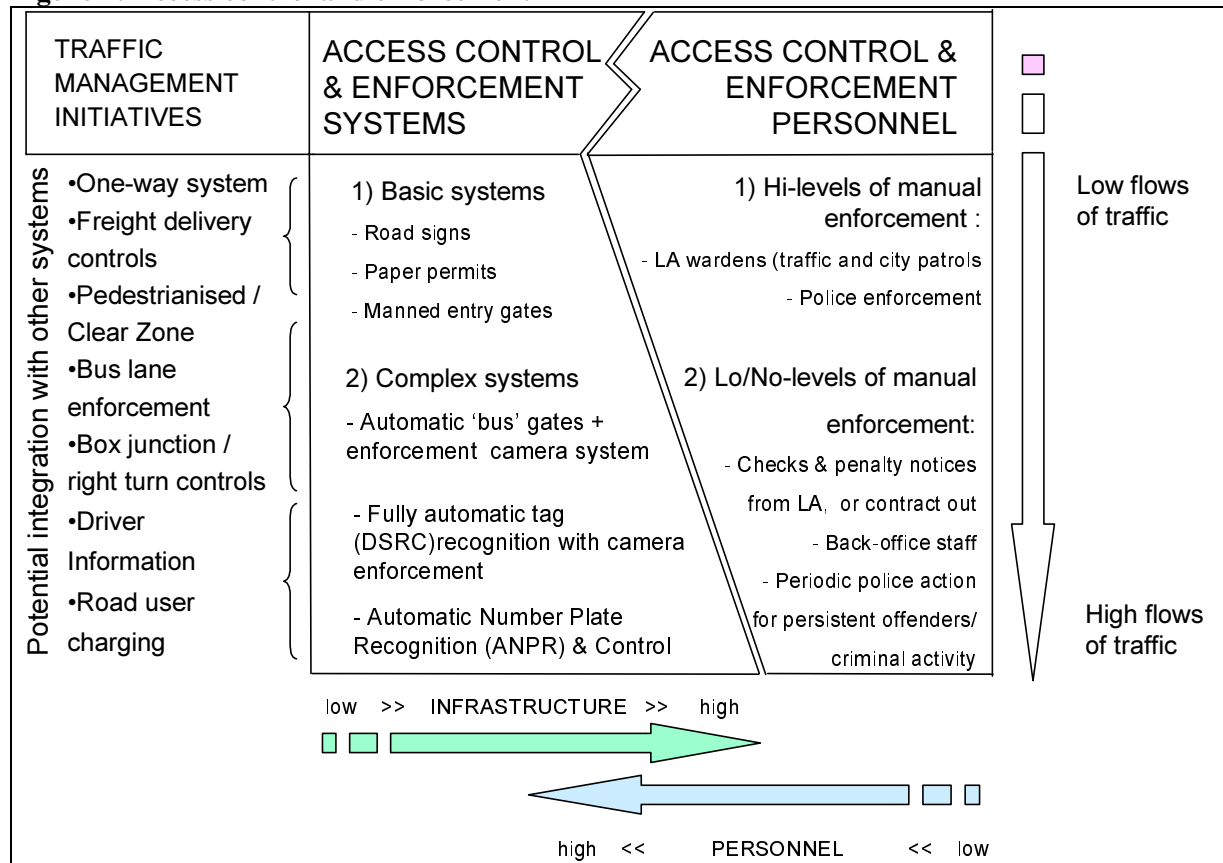 TRAFFIC
MANAGEMENT
INITIATIVES
ACCESS CONTROL
& ENFORCEMENT
SYSTEMS
ACCESS CONTROL &
ENFORCEMENT
PERSONNEL
Potential integration with other systems
•One-way system
•Freight delivery
controls
•Pedestrianised /
Clear Zone
•Bus lane
enforcement
•Box junction /
right turn controls
•Driver
Information
•Road user
charging
1) Basic systems
- Road signs
- Paper permits
- Manned entry gates
2) Complex systems
- Automatic ‘bus’ gates +
enforcement camera system
- Fully automatic tag
(DSRC)recognition with camera
enforcement
- Automatic Number Plate
Recognition (ANPR) & Control
1) Hi-levels of manual
enforcement :
- LA wardens (traffic and city patrols
- Police enforcement
2) Lo/No-levels of manual
enforcement:
- Checks & penalty notices
from LA, or contract out
- Back-office staff
- Periodic police action
for persistent offenders/
criminal activity
Low flows
of traffic
High flows
of traffic
low >> INFRASTRUCTURE >> high
high << PERSONNEL << low